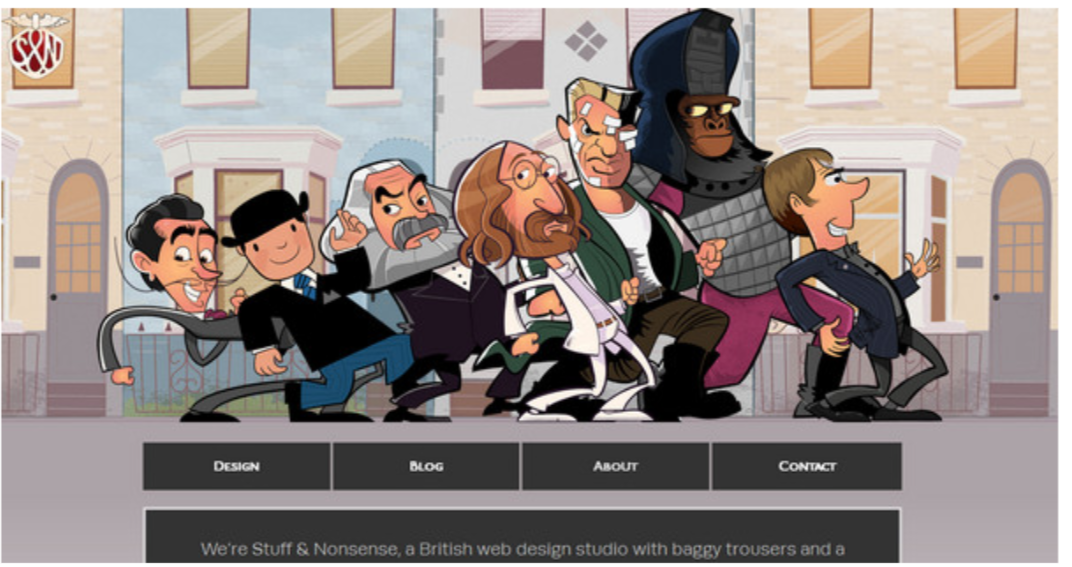 S&N
DESIGN BLOG ABOUT CONTACT
We're Stuff & Nonsense, a British web design studio with baggy trousers and a